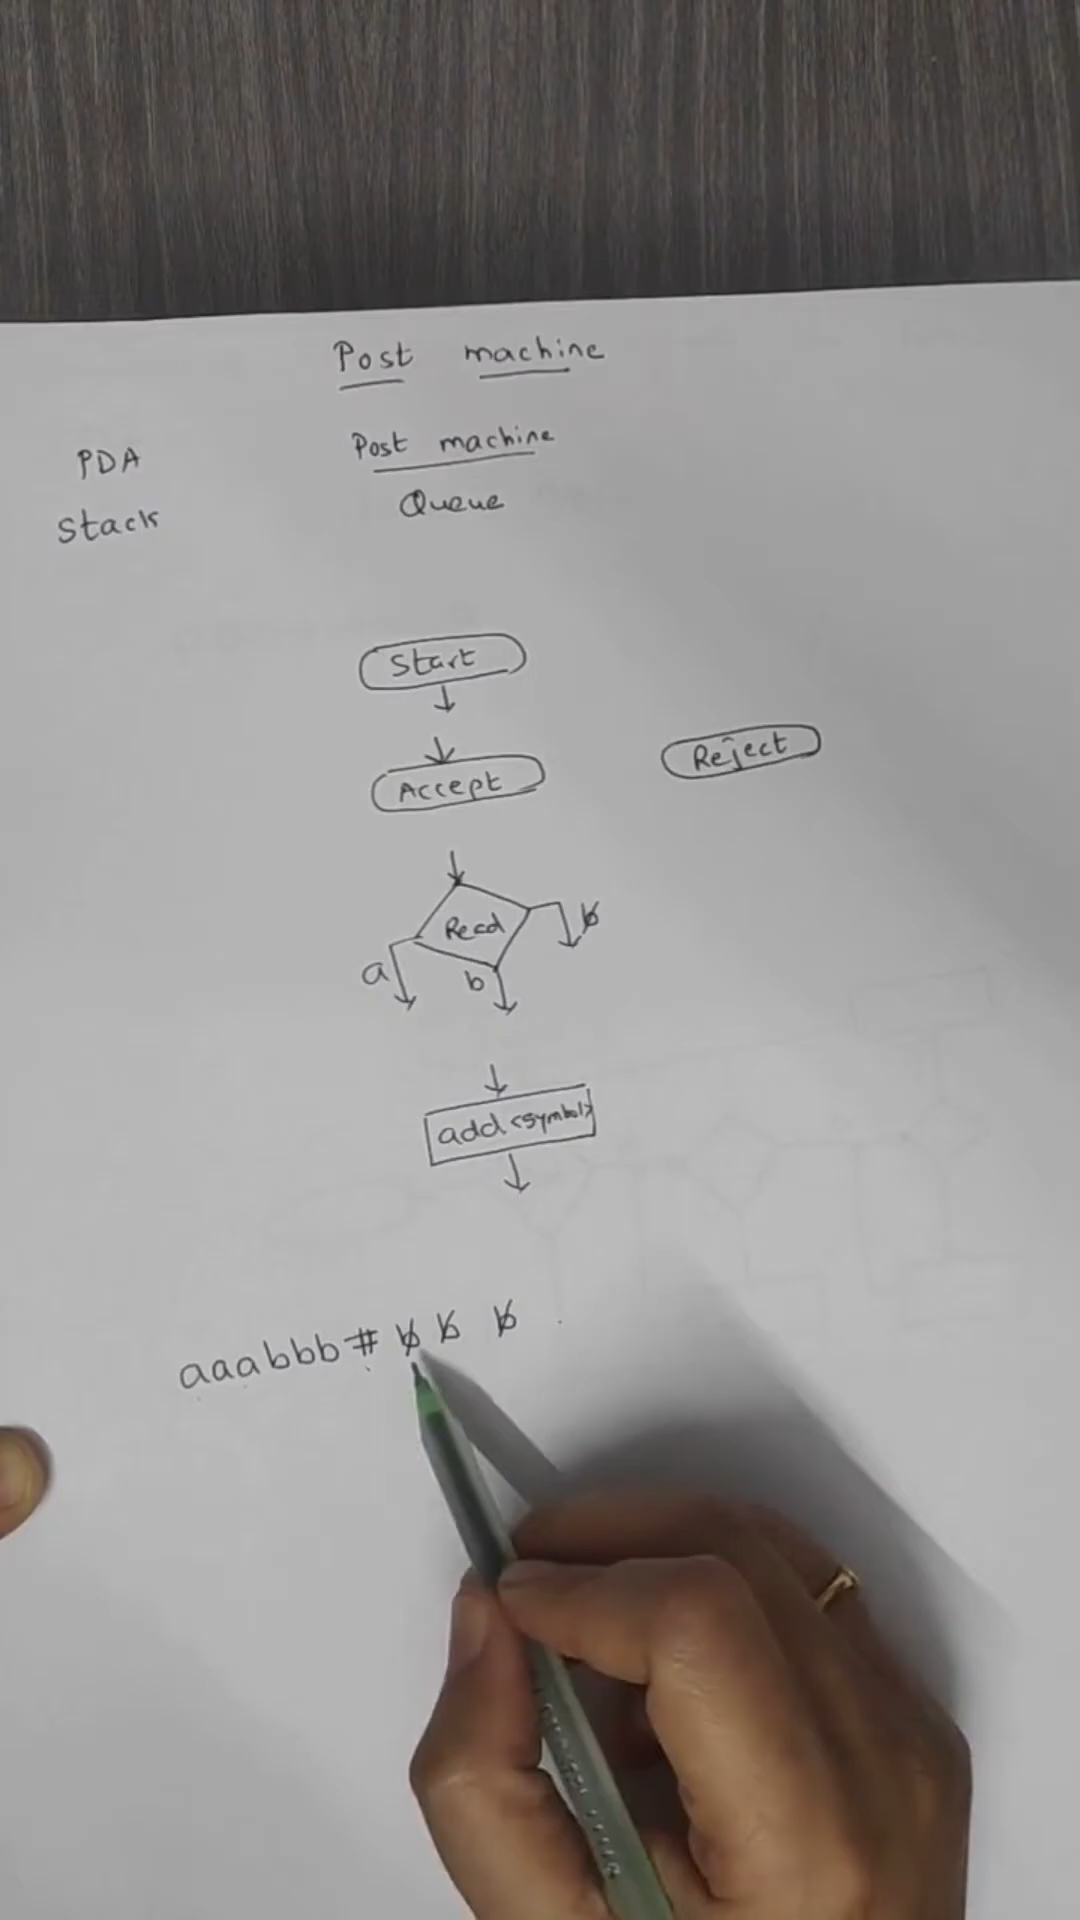 Post machine
PDA Post machine
Stack Queue
Start
Accept
Reject
Read
a b ƀ
add <symbol>
aaabbb# ƀ ƀ ƀ